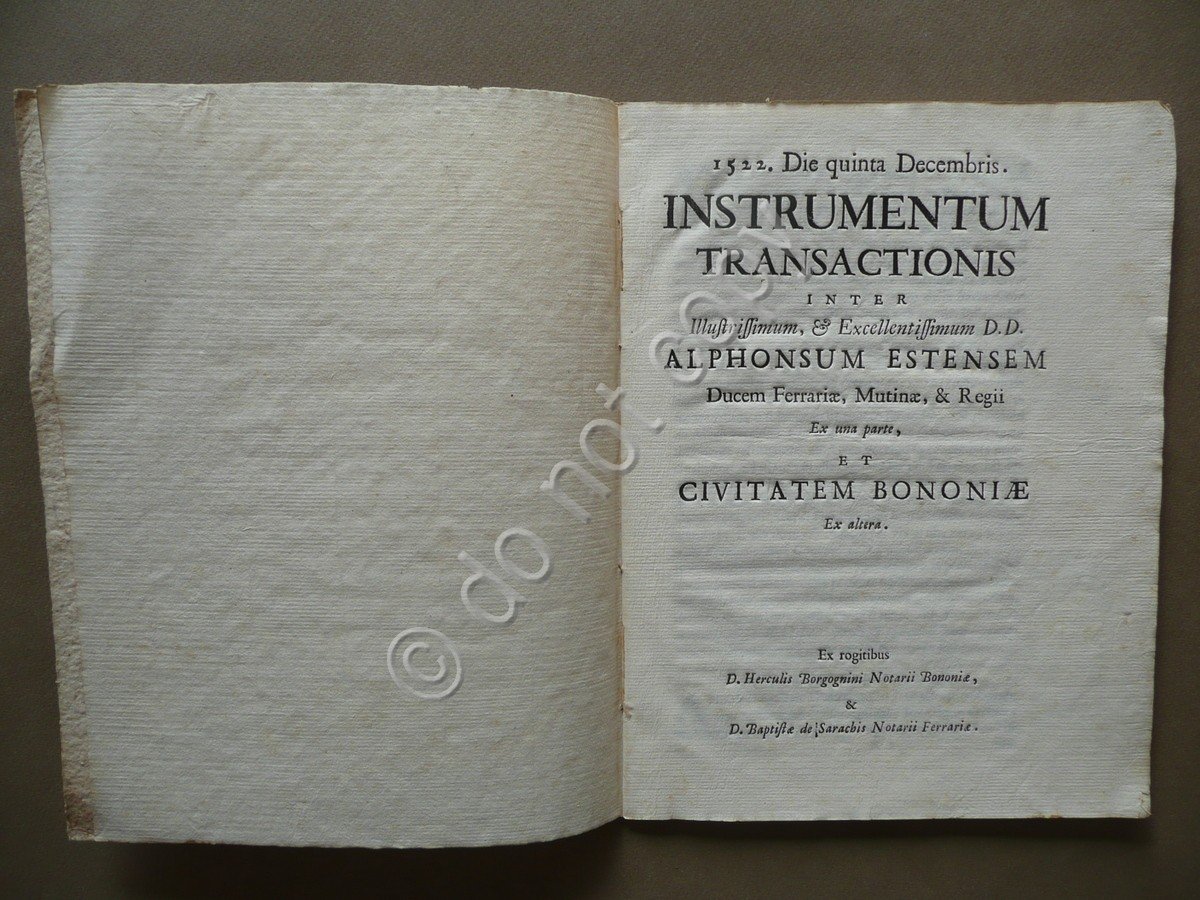 1522. Die quinta Decembris.
INSTRUMENTUM
TRANSACTIONIS
INTER
Illustrissimum, & Excellentissimum D.D.
ALPHONSUM ESTENSEM
Ducem Ferrariæ, Mutinæ, & Regii
Ex una parte,
ET
CIVITATEM BONONIÆ
Ex altera.
Ex rogitibus
D. Herculis Borgognini Notarii Bononiæ,
&
D. Baptistæ de Sarachis Notarii Ferrariæ.
© do not copy